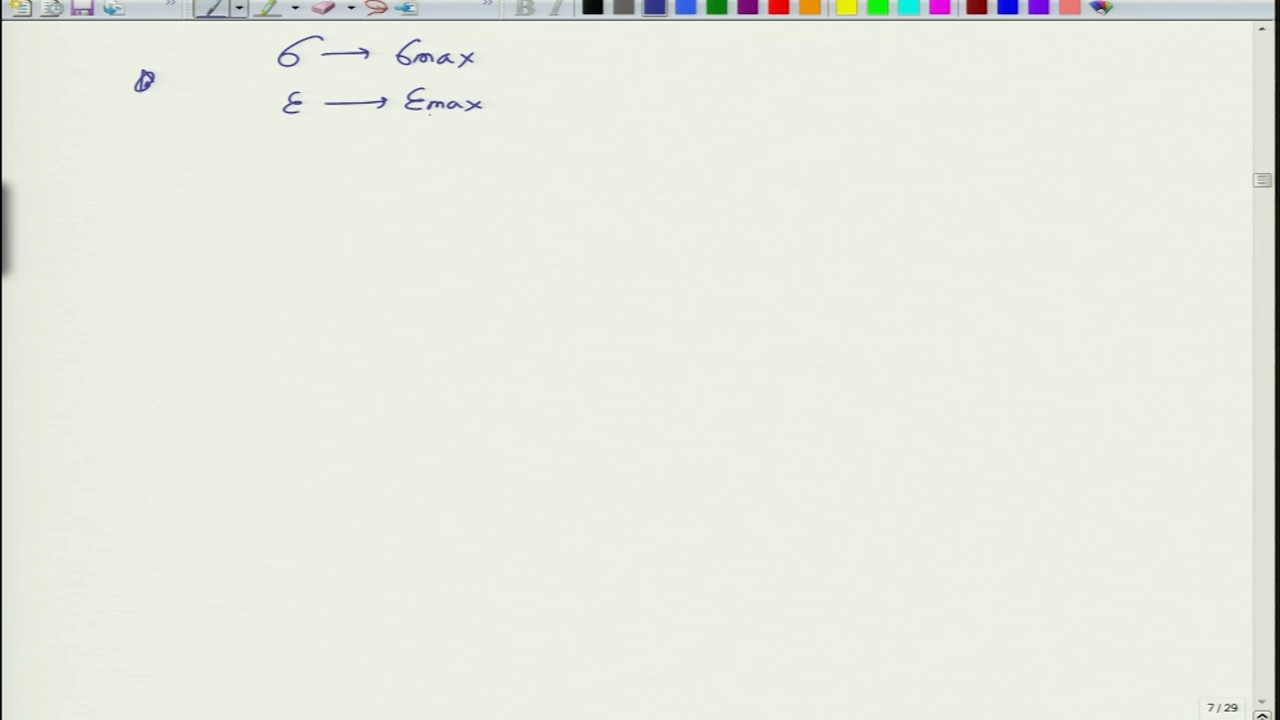 σ → σmax
ε → εmax
7 / 29